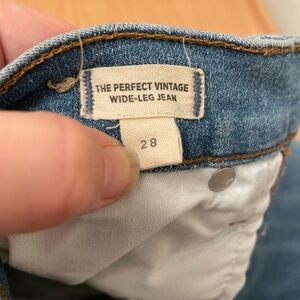 THE PERFECT VINTAGE
WIDE-LEG JEAN
28